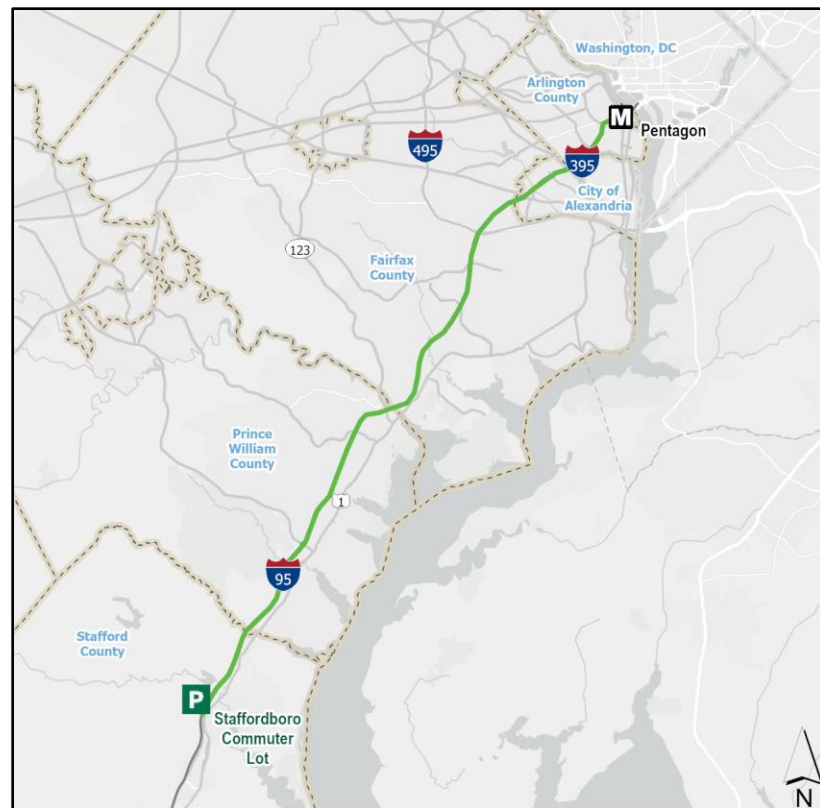 Washington, DC
Arlington
County
M
Pentagon
495
395
City of
Alexandria
123
Fairfax
County
Prince
William
County
1
95
Stafford
County
P
Staffordboro
Commuter
Lot
N